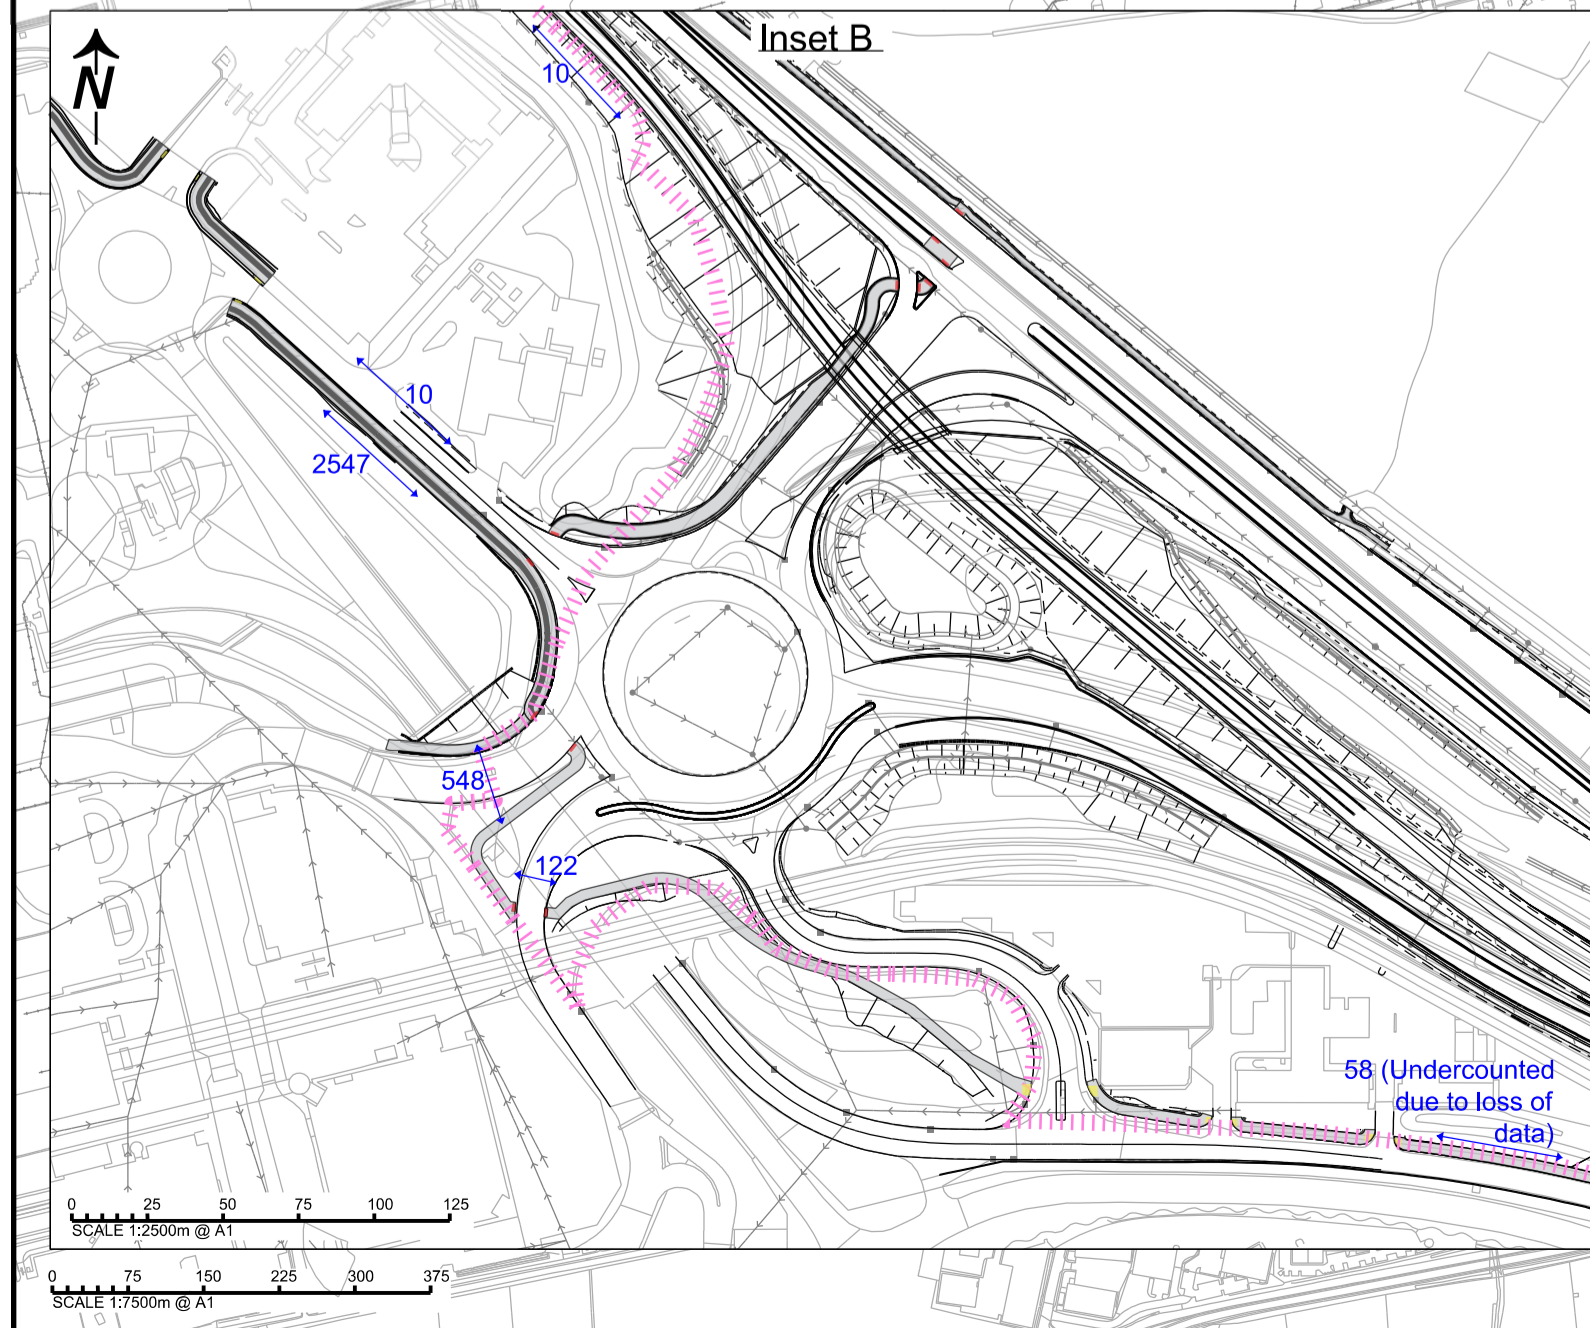 Inset B
N
10
10
2547
548
122
58 (Undercounted
due to loss of
data)
0 25 50 75 100 125
SCALE 1:2500m @ A1
0 75 150 225 300 375
SCALE 1:7500m @ A1